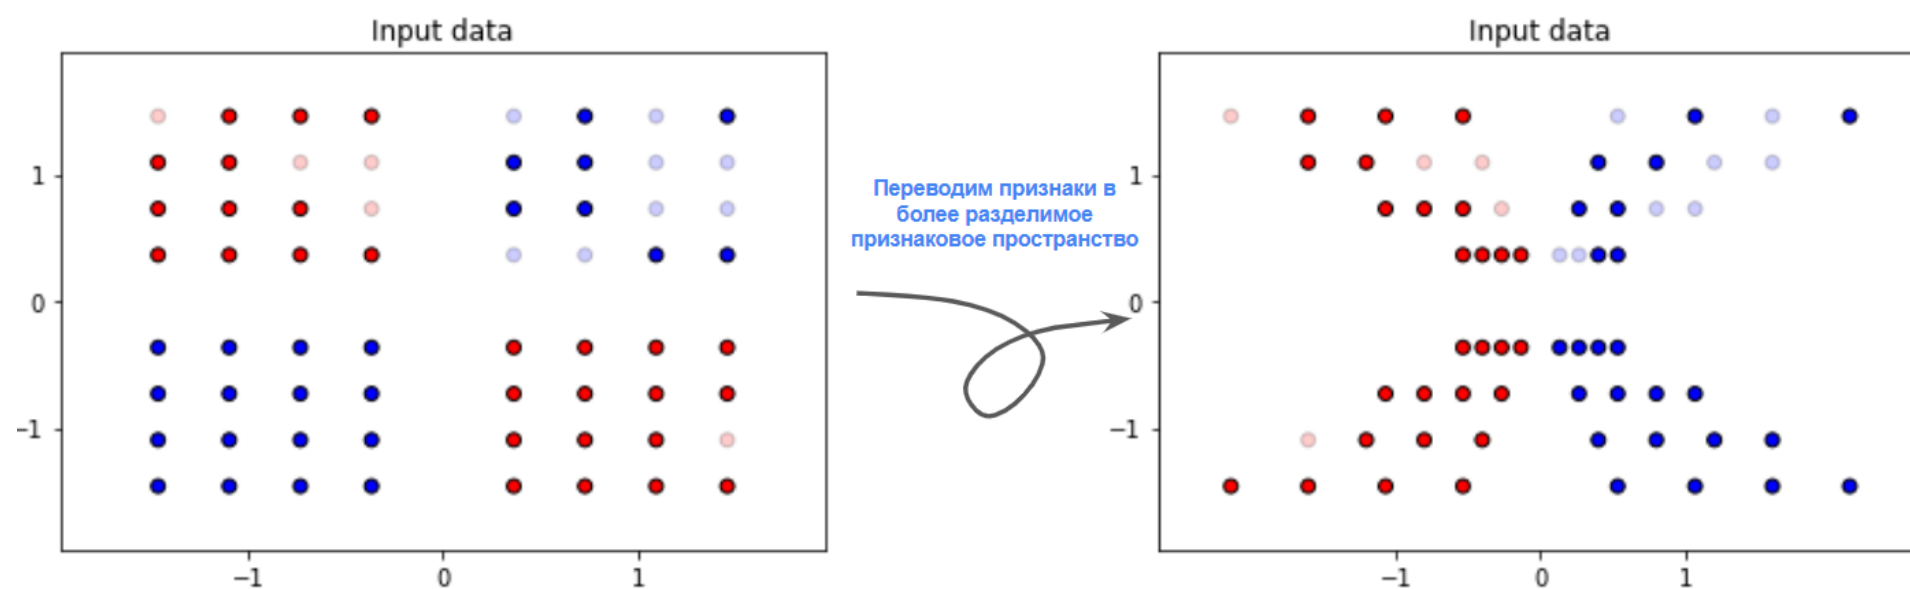 Input data
1
0
−1
−1 0 1
Переводим признаки в
более разделимое
признаковое пространство
Input data
1
0
−1
−1 0 1